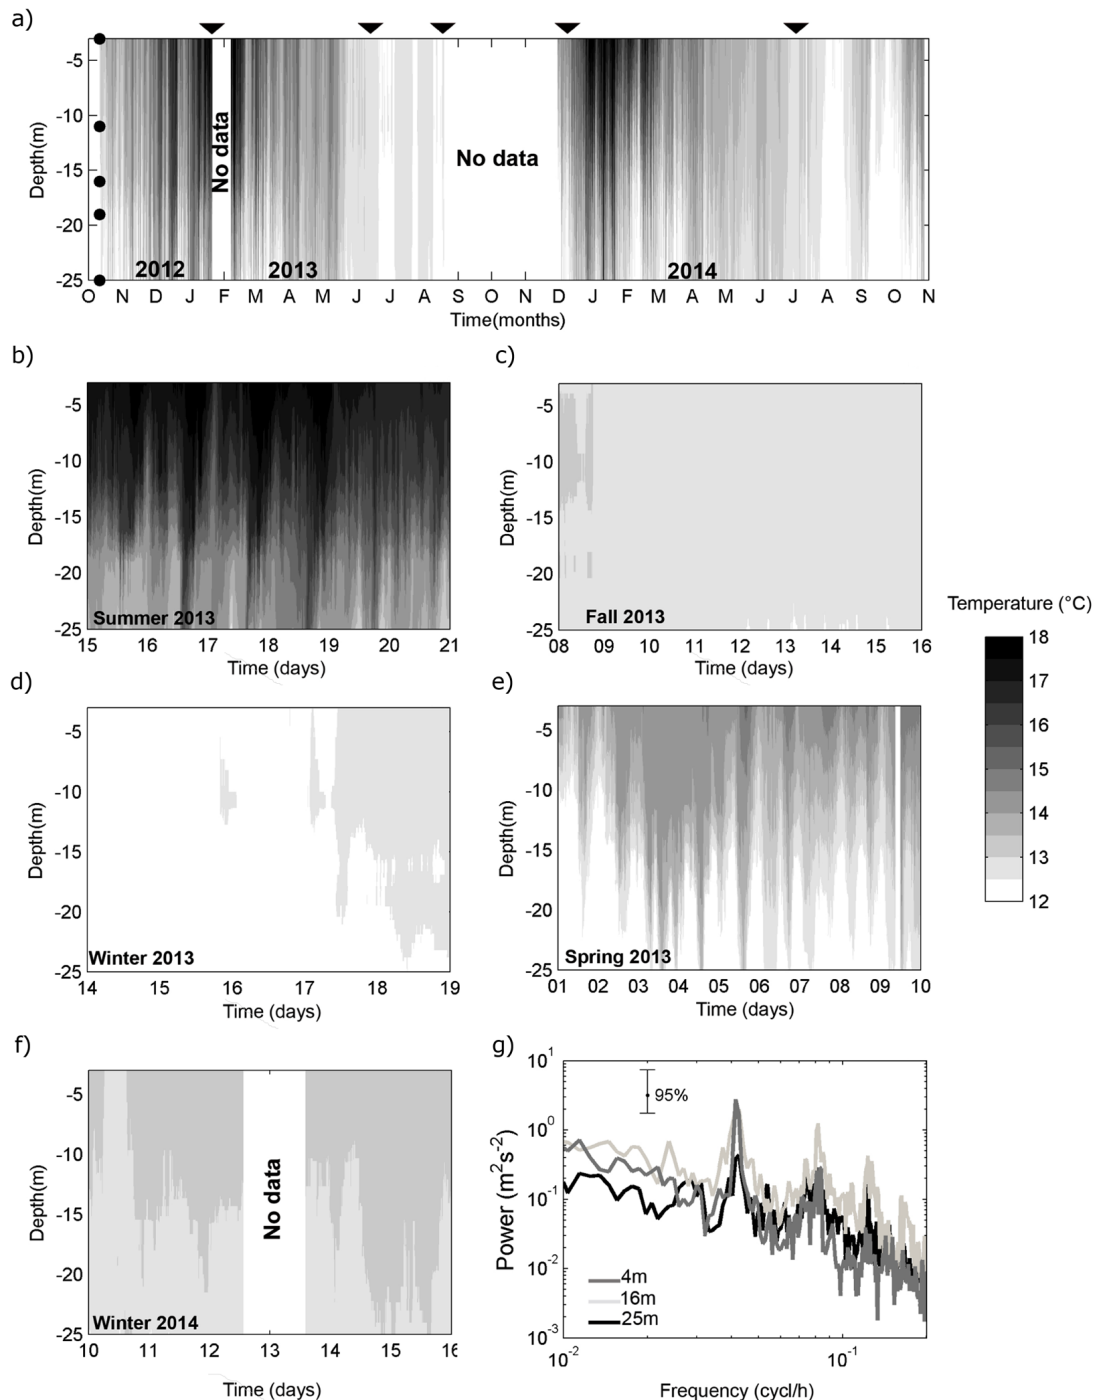 a)
-5
-10
-15
-20
-25
Depth(m)
No data
No data
2012
2013
2014
O N D J F M A M J J A S O N D J F M A M J J A S O N
Time(months)
b)
-5
-10
-15
-20
-25
Depth(m)
Summer 2013
15 16 17 18 19 20 21
Time (days)
c)
-5
-10
-15
-20
-25
Depth(m)
Fall 2013
08 09 10 11 12 13 14 15 16
Time (days)
Temperature (°C)
18
17
16
15
14
13
12
d)
-5
-10
-15
-20
-25
Depth(m)
Winter 2013
14 15 16 17 18 19
Time (days)
e)
-5
-10
-15
-20
-25
Depth(m)
Spring 2013
01 02 03 04 05 06 07 08 09 10
Time (days)
f)
-5
-10
-15
-20
-25
Depth(m)
No data
Winter 2014
10 11 12 13 14 15 16
Time (days)
g)
10^1
10^0
10^-1
10^-2
10^-3
Power (m^2s^-2)
95%
4m
16m
25m
10^-2 10^-1
Frequency (cycl/h)